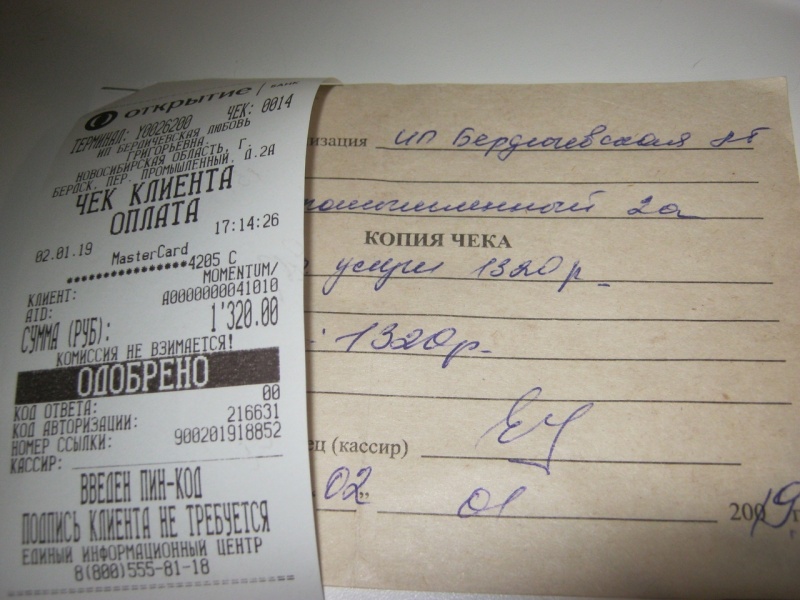 ОТКРЫТИЕ БАНК
ТЕРМИНАЛ: Y0026200 ЧЕК: 0014
ИП БЕРДИЧЕВСКАЯ ЛЮБОВЬ
ГРИГОРЬЕВНА.
НОВОСИБИРСКАЯ ОБЛАСТЬ, Г.
БЕРДСК, ПЕР. ПРОМЫШЛЕННЫЙ, Д.2А
ЧЕК КЛИЕНТА
ОПЛАТА
02.01.19 17:14:26
MasterCard
••••••••••••••••4205 C
КЛИЕНТ: MOMENTUM/
AID: A0000000041010
СУММА (РУБ): 1'320.00
КОМИССИЯ НЕ ВЗИМАЕТСЯ!
ОДОБРЕНО
КОД ОТВЕТА: 00
КОД АВТОРИЗАЦИИ: 216631
НОМЕР ССЫЛКИ: 900201918852
КАССИР:
ВВЕДЕН ПИН-КОД
ПОДПИСЬ КЛИЕНТА НЕ ТРЕБУЕТСЯ
ЕДИНЫЙ ИНФОРМАЦИОННЫЙ ЦЕНТР
8(800)555-81-18
изация ИП Бердичевская
омышленный 2а
КОПИЯ ЧЕКА
услуги 1320р
: 1320р.
ец (кассир)
02 „ 01 2019 г